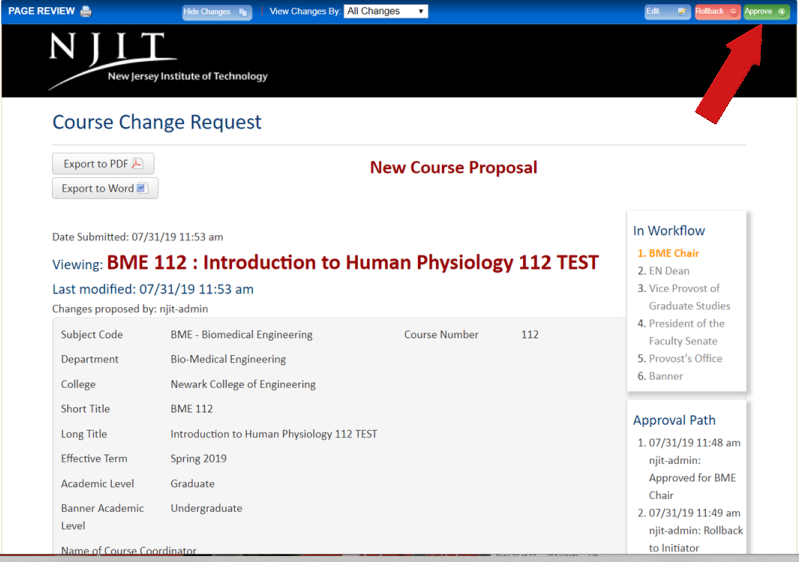 PAGE REVIEW Hide Changes View Changes By: All Changes Edit Rollback Approve
NJIT
New Jersey Institute of Technology
Course Change Request
Export to PDF
New Course Proposal
Export to Word
Date Submitted: 07/31/19 11:53 am
Viewing: BME 112 : Introduction to Human Physiology 112 TEST
Last modified: 07/31/19 11:53 am
Changes proposed by: njit-admin
Subject Code BME - Biomedical Engineering Course Number 112
Department Bio-Medical Engineering
College Newark College of Engineering
Short Title BME 112
Long Title Introduction to Human Physiology 112 TEST
Effective Term Spring 2019
Academic Level Graduate
Banner Academic Undergraduate
Level
Name of Course Coordinator
In Workflow
1. BME Chair
2. EN Dean
3. Vice Provost of
Graduate Studies
4. President of the
Faculty Senate
5. Provost's Office
6. Banner
Approval Path
1. 07/31/19 11:48 am
njit-admin:
Approved for BME
Chair
2. 07/31/19 11:49 am
njit-admin: Rollback
to Initiator